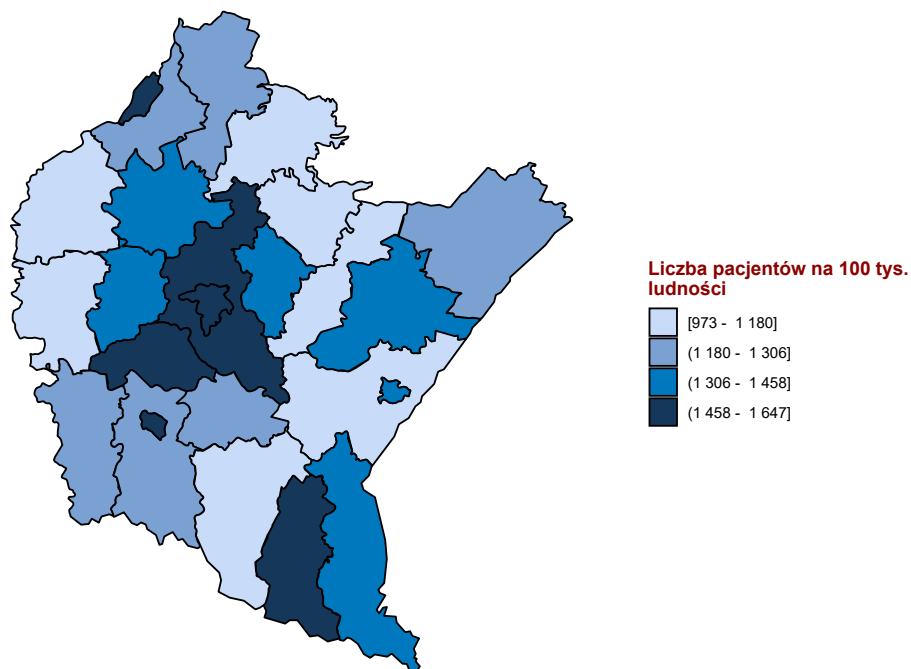 Liczba pacjentów na 100 tys.
ludności
[973 - 1 180]
(1 180 - 1 306]
(1 306 - 1 458]
(1 458 - 1 647]